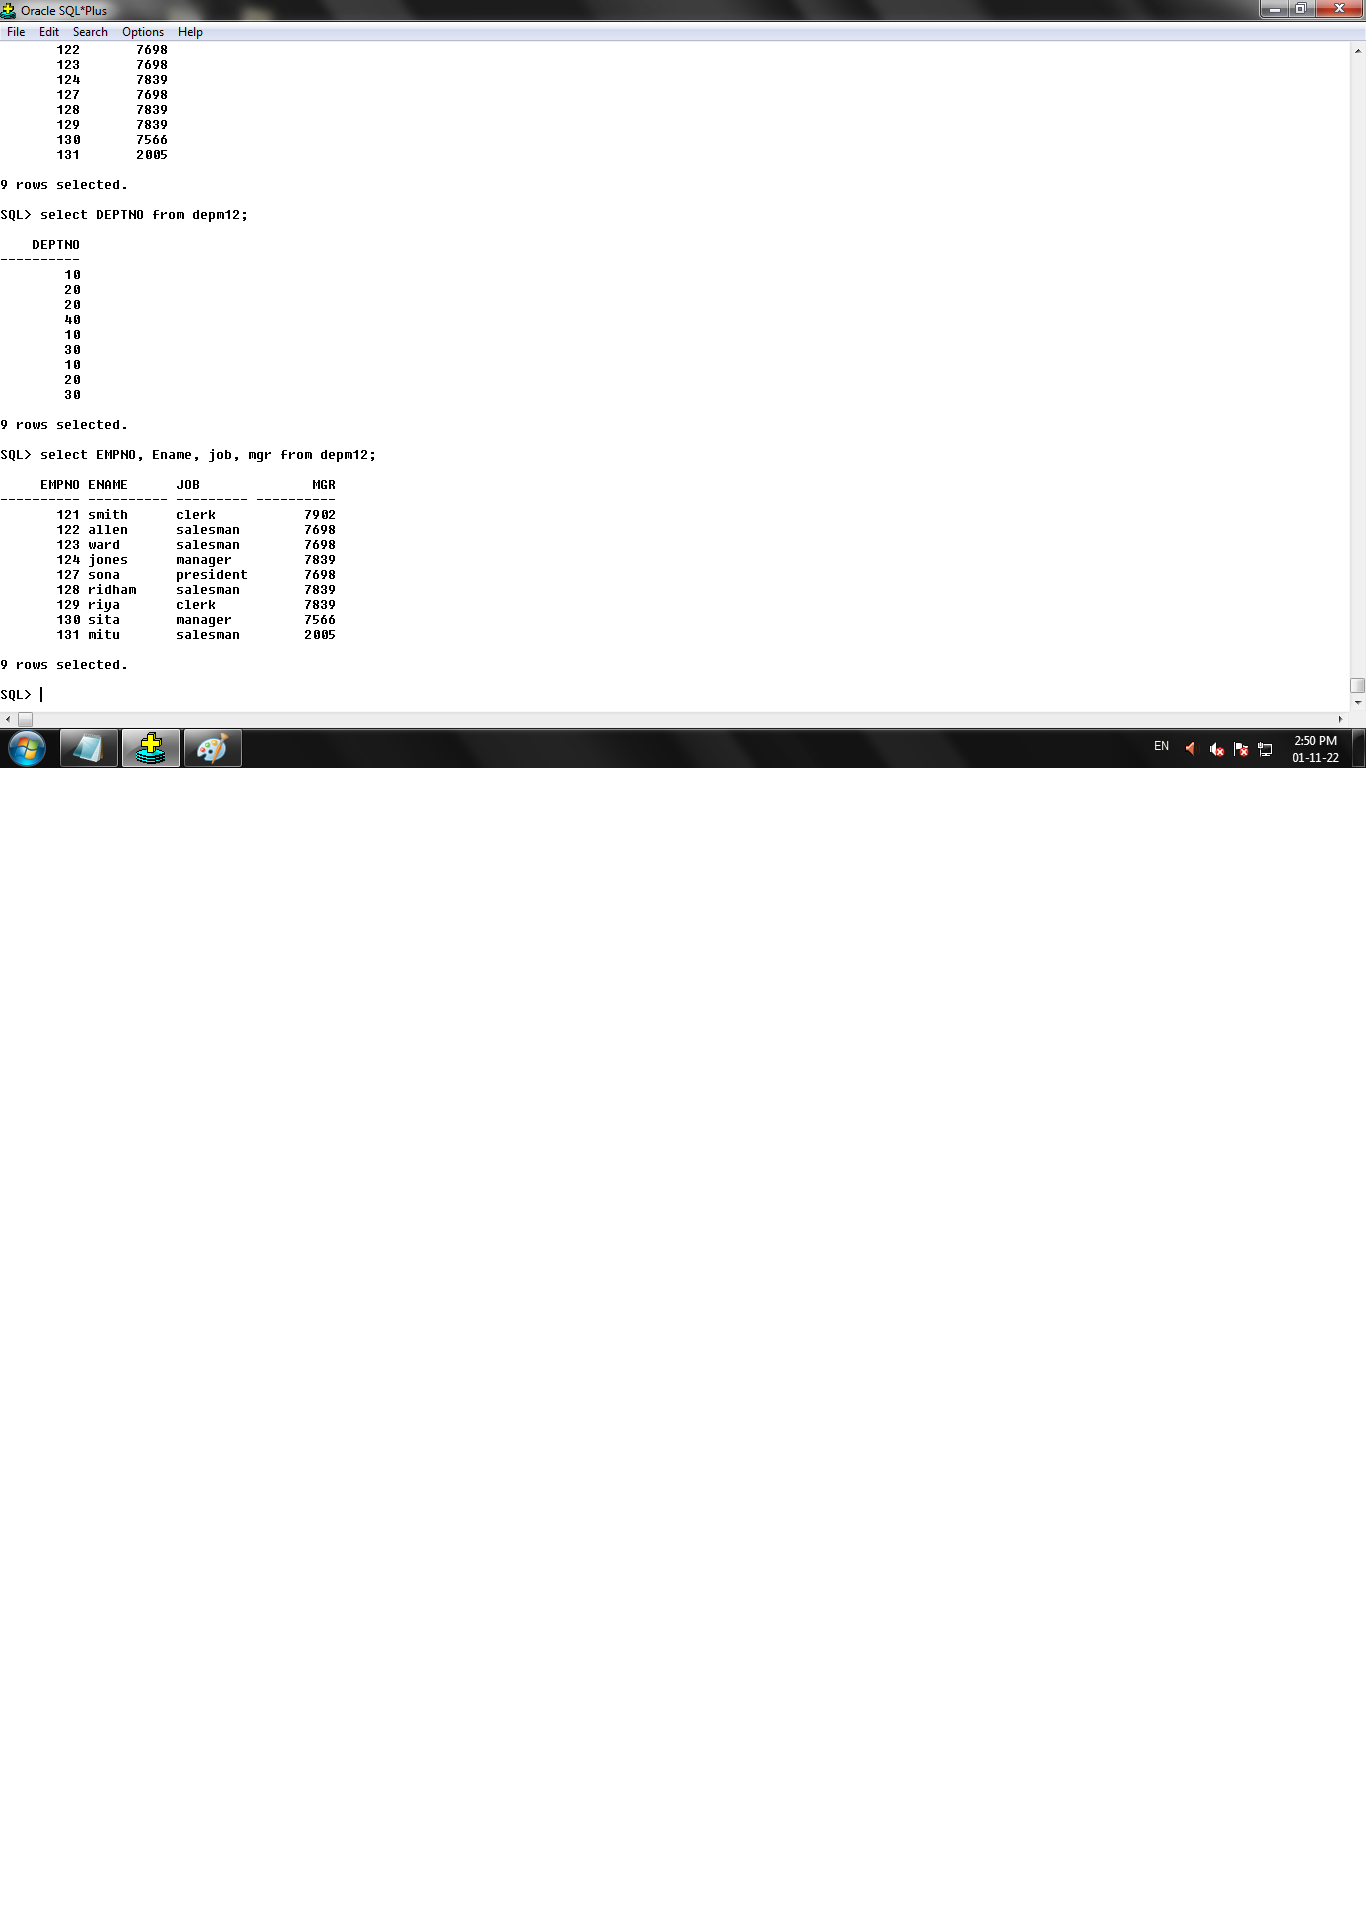 Oracle SQL*Plus
File Edit Search Options Help
122 7698
123 7698
124 7839
127 7698
128 7839
129 7839
130 7566
131 2005
9 rows selected.
SQL> select DEPTNO from depm12;
DEPTNO
----------
10
20
20
40
10
30
10
20
30
9 rows selected.
SQL> select EMPNO, Ename, job, mgr from depm12;
EMPNO ENAME JOB MGR
---------- ---------- --------- ----------
121 smith clerk 7902
122 allen salesman 7698
123 ward salesman 7698
124 jones manager 7839
127 sona president 7698
128 ridham salesman 7839
129 riya clerk 7839
130 sita manager 7566
131 mitu salesman 2005
9 rows selected.
SQL>
EN
2:50 PM
01-11-22